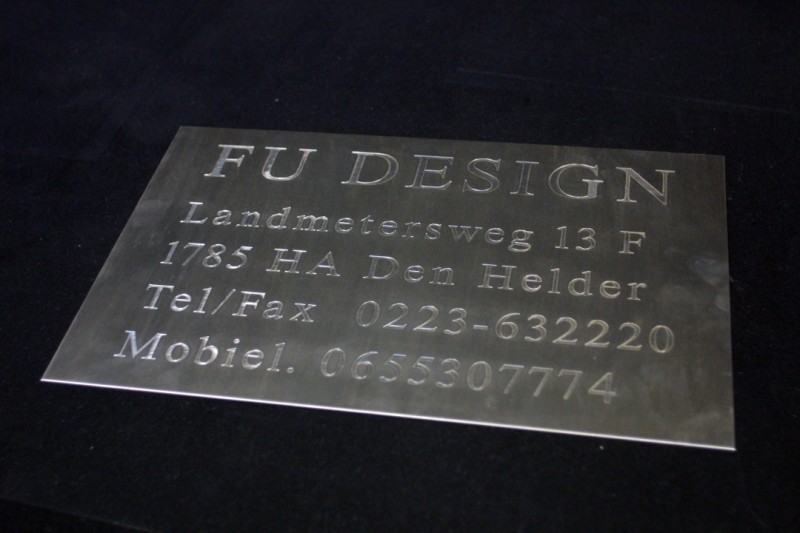 FU DESIGN
Landmetersweg 13 F
1785 HA Den Helder
Tel/Fax 0223-632220
Mobiel. 0655307774